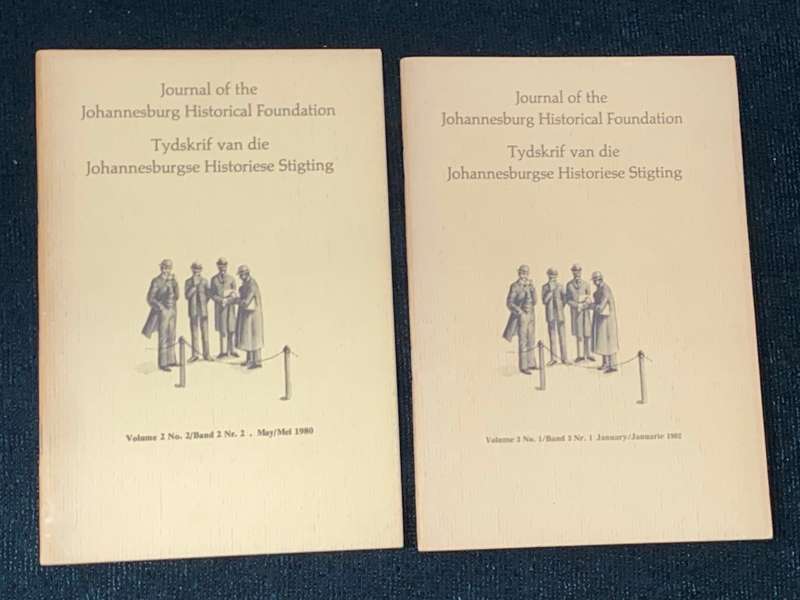 Journal of the
Johannesburg Historical Foundation
Tydskrif van die
Johannesburgse Historiese Stigting
Volume 2 No. 2/Band 2 Nr. 2 . May/Mei 1980
Journal of the
Johannesburg Historical Foundation
Tydskrif van die
Johannesburgse Historiese Stigting
Volume 3 No. 1/Band 3 Nr. 1 January/Januarie 1982